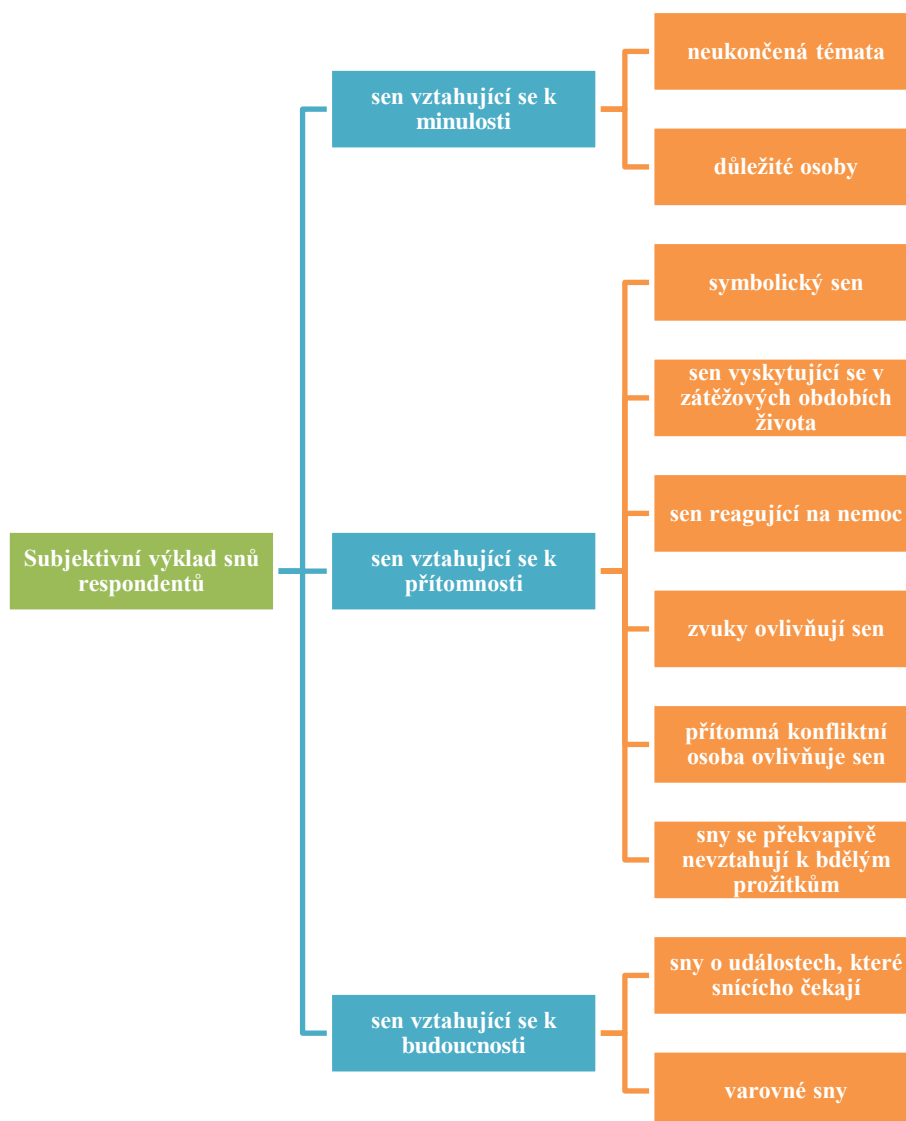 Subjektivní výklad snů
respondentů
sen vztahující se k
minulosti
neukončená témata
důležité osoby
sen vztahující se k
přítomnosti
symbolický sen
sen vyskytující se v
zátěžových obdobích
života
sen reagující na nemoc
zvuky ovlivňují sen
přítomná konfliktní
osoba ovlivňuje sen
sny se překvapivě
nevztahují k bdělým
prožitkům
sen vztahující se k
budoucnosti
sny o událostech, které
snícícho čekají
varovné sny